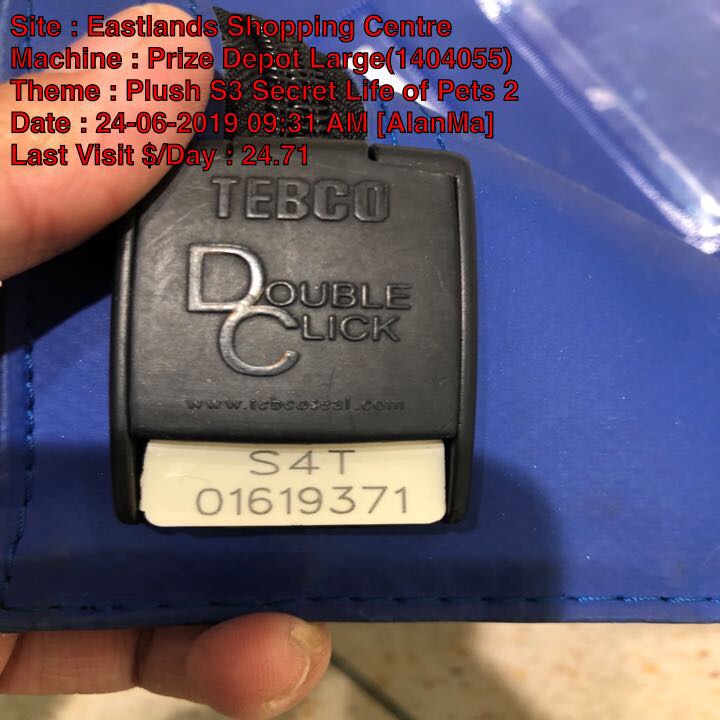 Site : Eastlands Shopping Centre
Machine : Prize Depot Large(1404055)
Theme : Plush S3 Secret Life of Pets 2
Date : 24-06-2019 09:31 AM [AlanMa]
Last Visit $/Day : 24.71
TEBCO
DOUBLE
CLICK
www.tebcoseal.com
S4T
01619371